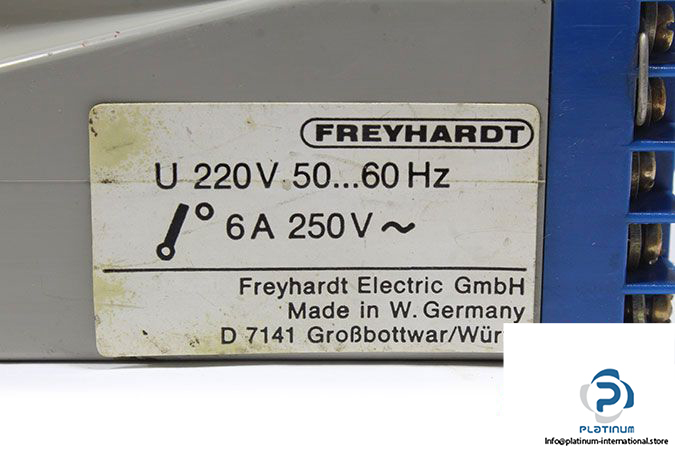 FREYHARDT
U 220V 50...60 Hz
6A 250V ~
Freyhardt Electric GmbH
Made in W. Germany
D 7141 Großbottwar/Wür
PLATINUM
Info@platinum-international.store